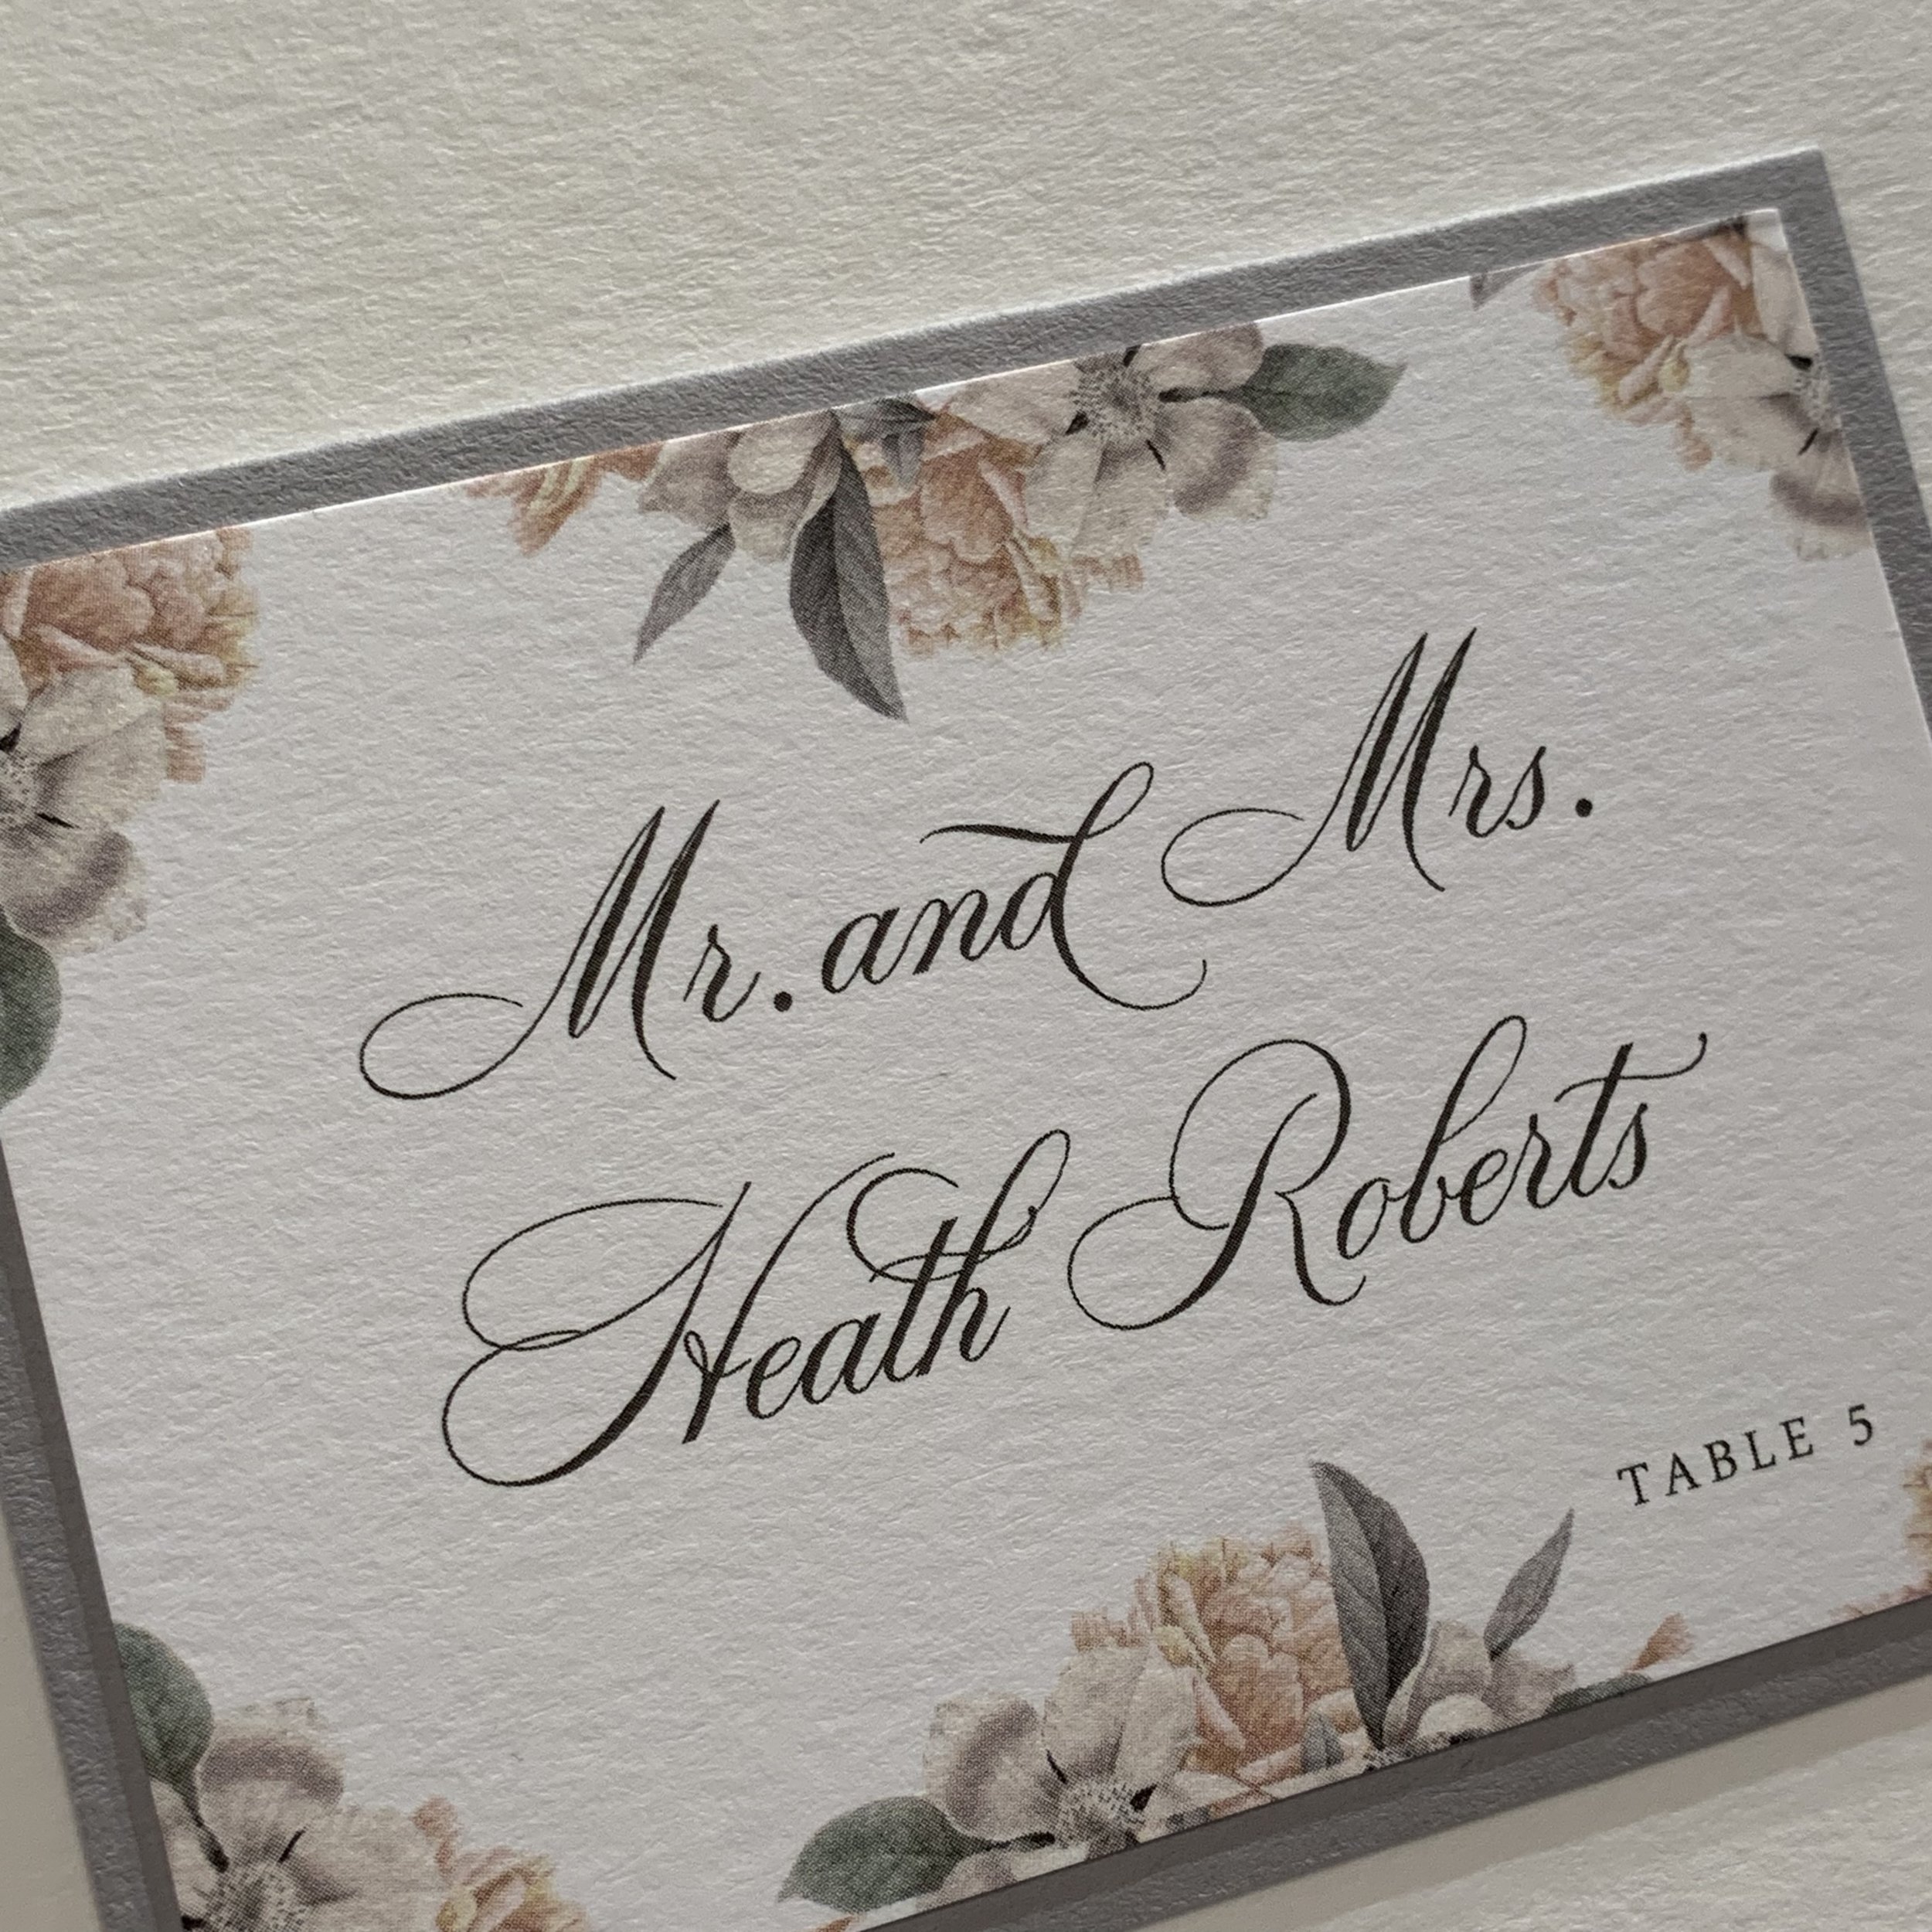 Mr. and Mrs.
Heath Roberts
TABLE 5